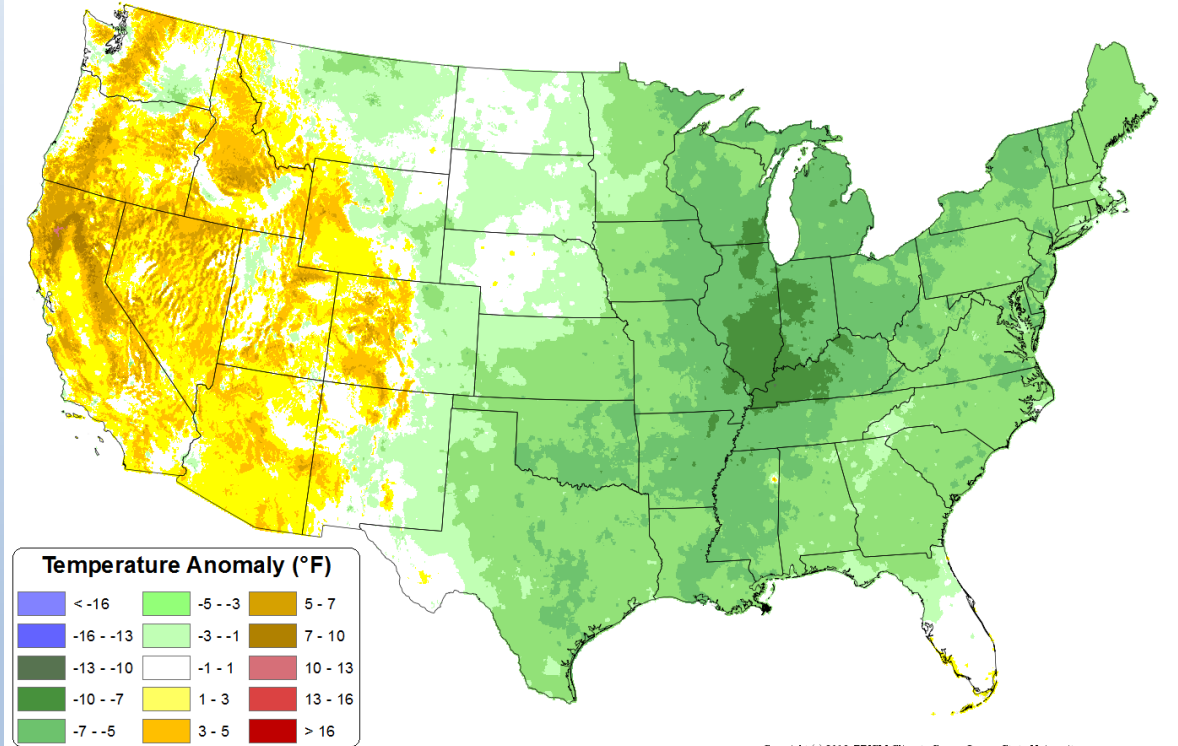 Temperature Anomaly (°F)
< -16 -5 - -3 5 - 7
-16 - -13 -3 - -1 7 - 10
-13 - -10 -1 - 1 10 - 13
-10 - -7 1 - 3 13 - 16
-7 - -5 3 - 5 > 16